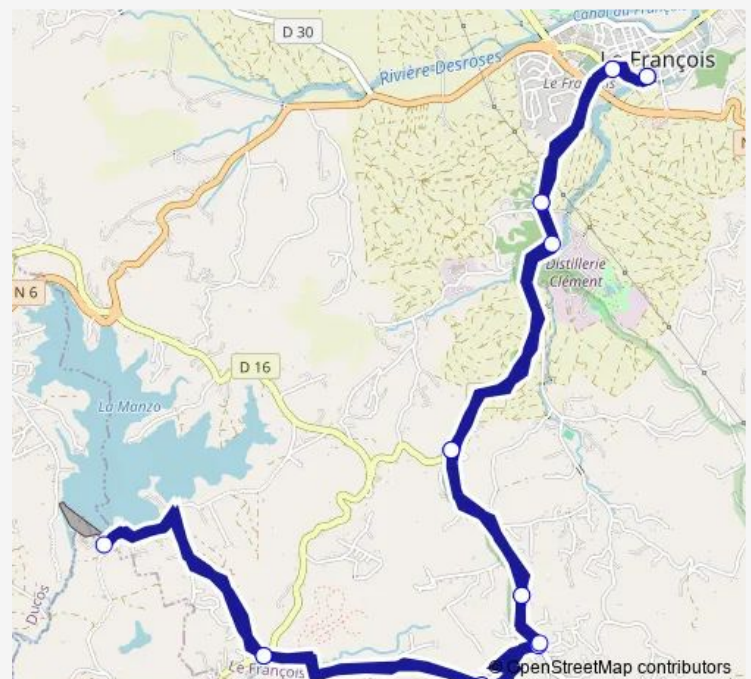 D 30
Canal du François
Le François
Rivière Desroses
Le François
N 6
Distillerie
Clément
D 16
La Manzo
Ducos
Le François
© OpenStreetMap contributors